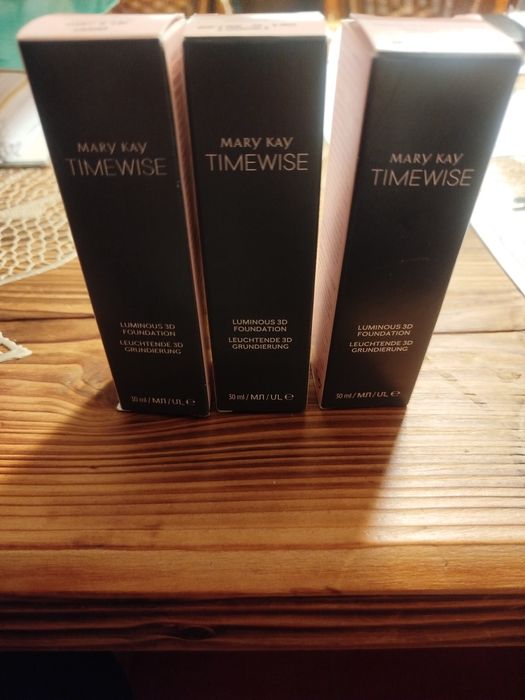 MARY KAY
TIMEWISE
LUMINOUS 3D
FOUNDATION
LEUCHTENDE 3D
GRUNDIERUNG
30 ml / МЛ / UL ℮
MARY KAY
TIMEWISE
LUMINOUS 3D
FOUNDATION
LEUCHTENDE 3D
GRUNDIERUNG
30 ml / МЛ / UL ℮
MARY KAY
TIMEWISE
LUMINOUS 3D
FOUNDATION
LEUCHTENDE 3D
GRUNDIERUNG
30 ml / МЛ / UL ℮